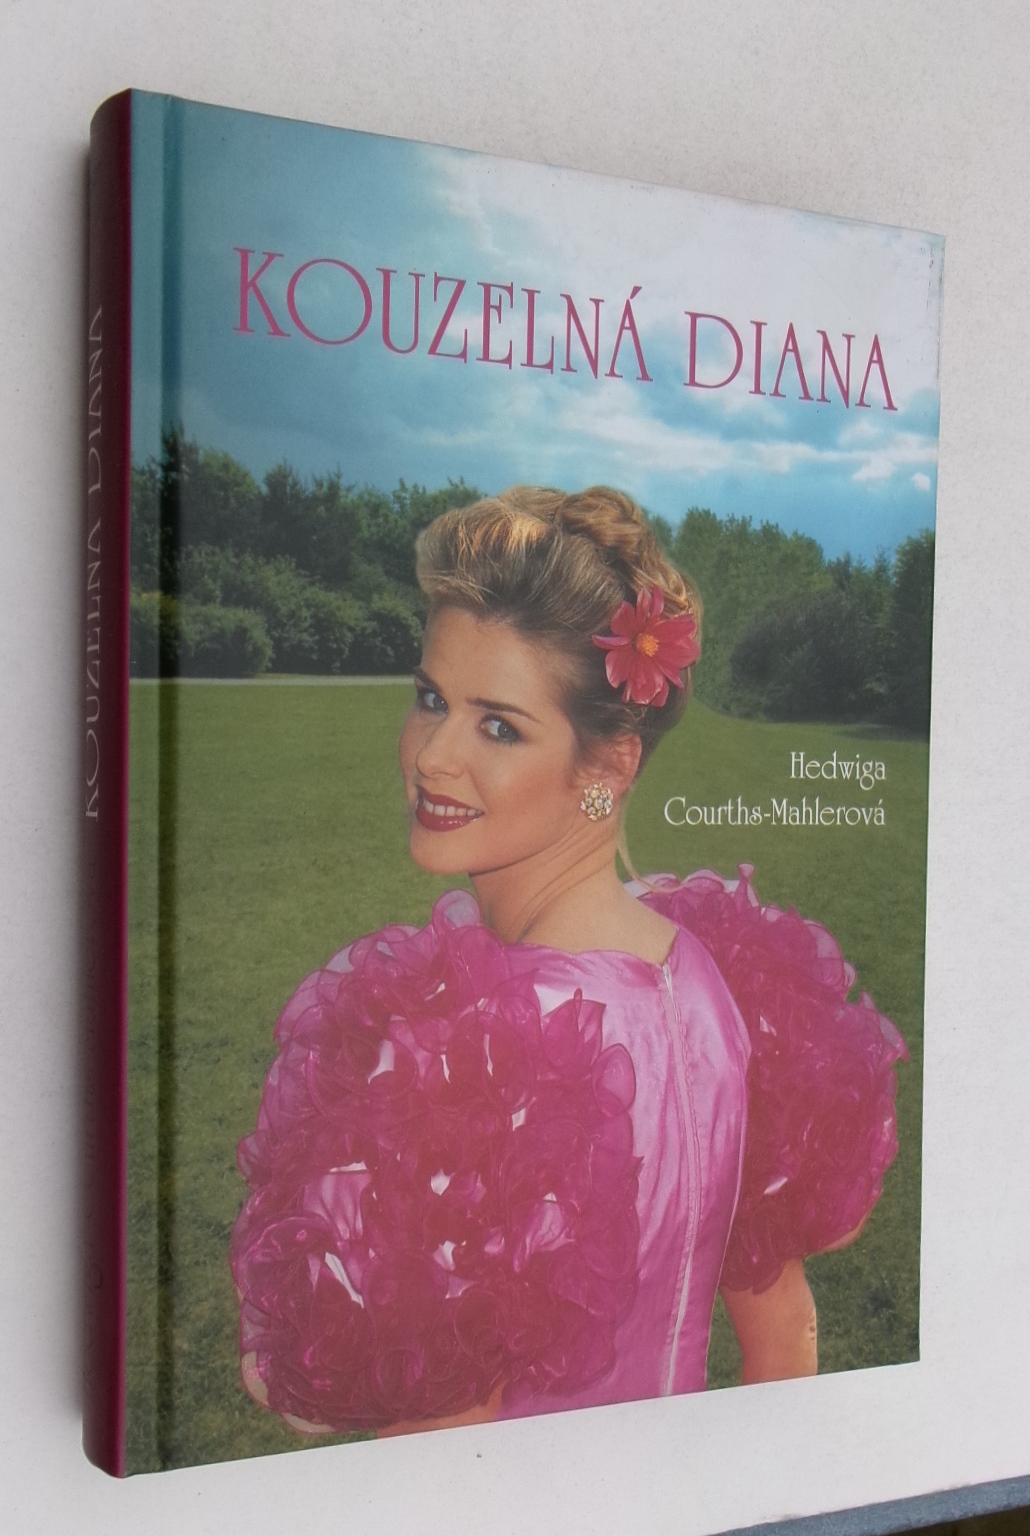 KOUZELNÁ DIANA
Hedwiga
Courths-Mahlerová
KOUZELNÁ DIANA